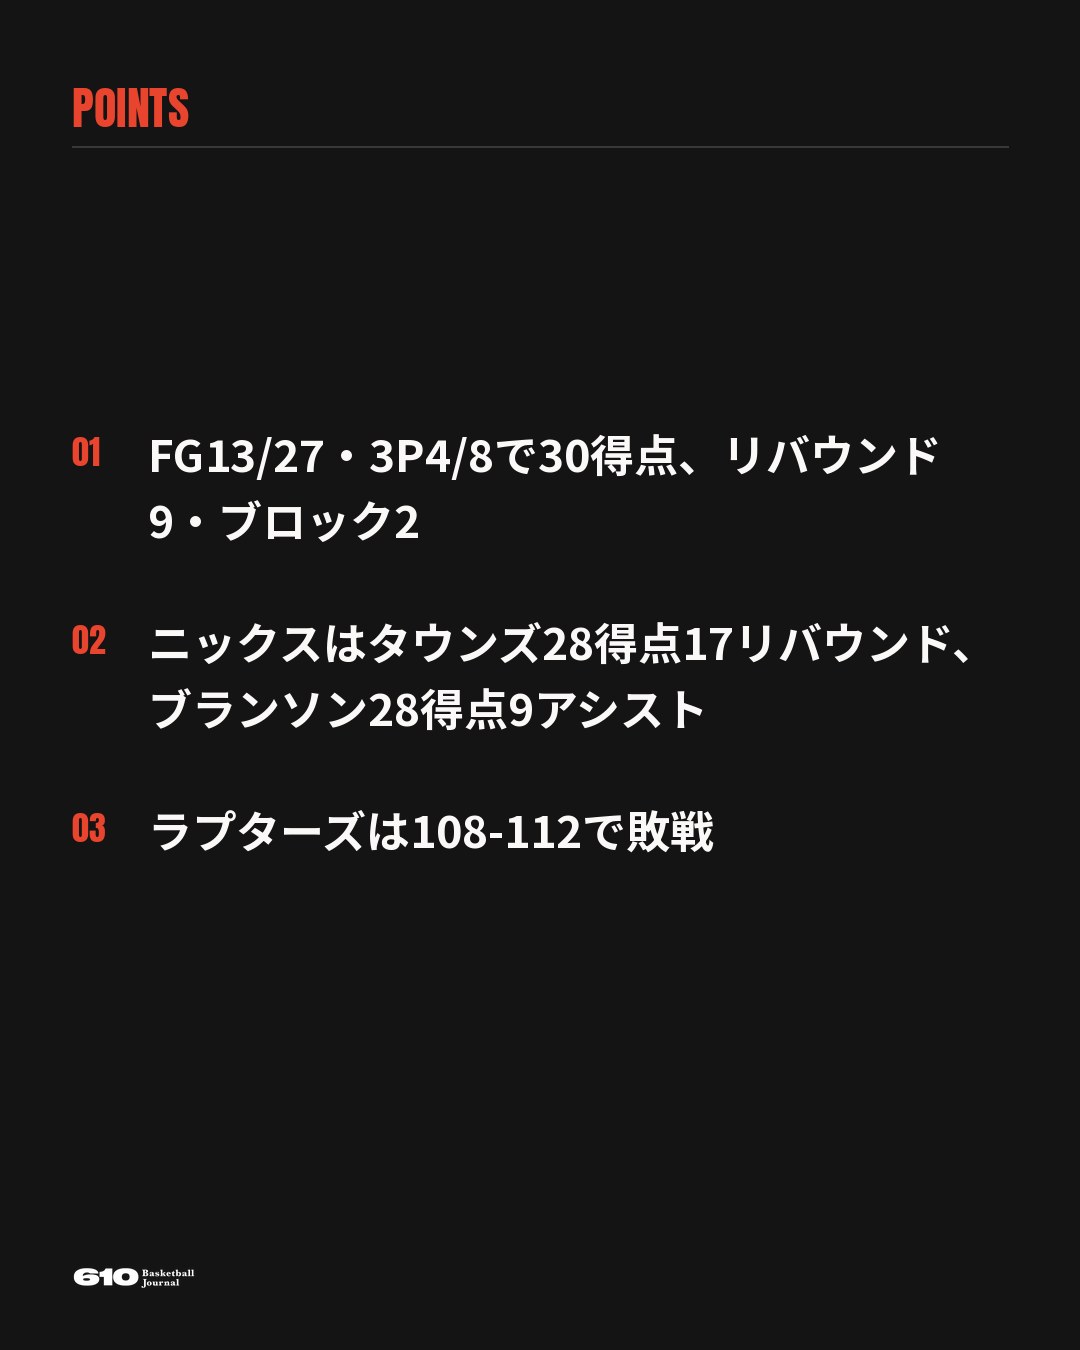 POINTS
01 FG13/27・3P4/8で30得点、リバウンド
9・ブロック2
02 ニックスはタウンズ28得点17リバウンド、
ブランソン28得点9アシスト
03 ラプターズは108-112で敗戦
610 Basketball
Journal